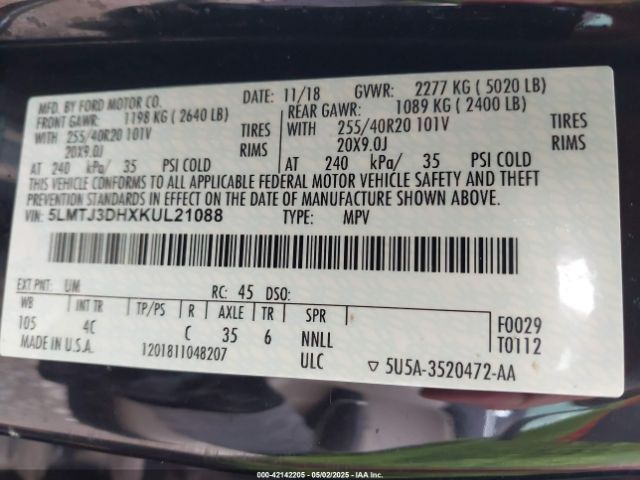 MFD. BY FORD MOTOR CO. DATE: 11/18 GVWR: 2277 KG ( 5020 LB)
FRONT GAWR: 1198 KG ( 2640 LB) REAR GAWR: 1089 KG ( 2400 LB)
WITH 255/40R20 101V TIRES WITH 255/40R20 101V TIRES
20X9.0J RIMS 20X9.0J RIMS
AT 240 kPa/ 35 PSI COLD AT 240 kPa/ 35 PSI COLD
THIS VEHICLE CONFORMS TO ALL APPLICABLE FEDERAL MOTOR VEHICLE SAFETY AND THEFT
PREVENTION STANDARDS IN EFFECT ON THE DATE OF MANUFACTURE SHOWN ABOVE.
VIN: 5LMTJ3DHXKUL21088 TYPE: MPV
EXT PNT: UM RC: 45 DSO:
WB INT TR TP/PS R AXLE TR SPR
105 4C C 35 6 NNLL F0029
T0112
MADE IN U.S.A. 1201811048207 ULC ▽ 5U5A-3520472-AA
000-42142205 - 05/02/2025 - IAA Inc.